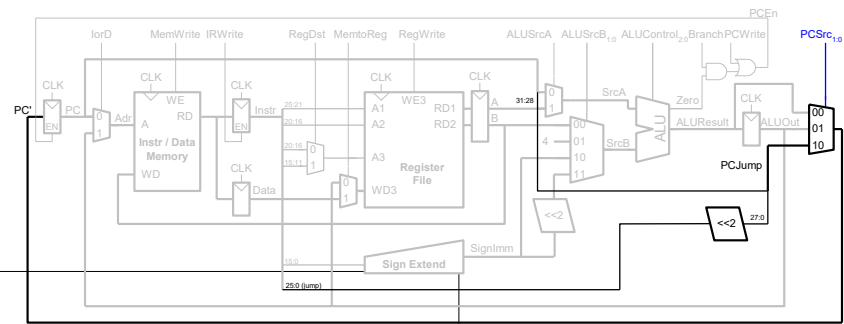 PCEn
IorD MemWrite IRWrite RegDst MemtoReg RegWrite ALUSrcA ALUSrcB1:0 ALUControl2:0 Branch PCWrite PCSrc1:0
CLK CLK CLK CLK CLK CLK
PC' PC EN 0 1 Adr A WE RD Instr / Data Memory WD
EN Instr
CLK
Data
25:21
20:16
20:16
15:11
0
1
0
1
A1
A2
A3
WD3
WE3
RD1
RD2
Register File
A
B
31:28
0
1
SrcA
4
00
01
10
11
SrcB
ALU
Zero
ALUResult
CLK
ALUOut
00
01
10
PCJump
<<2
<<2
27:0
SignImm
15:0
Sign Extend
25:0 (jump)